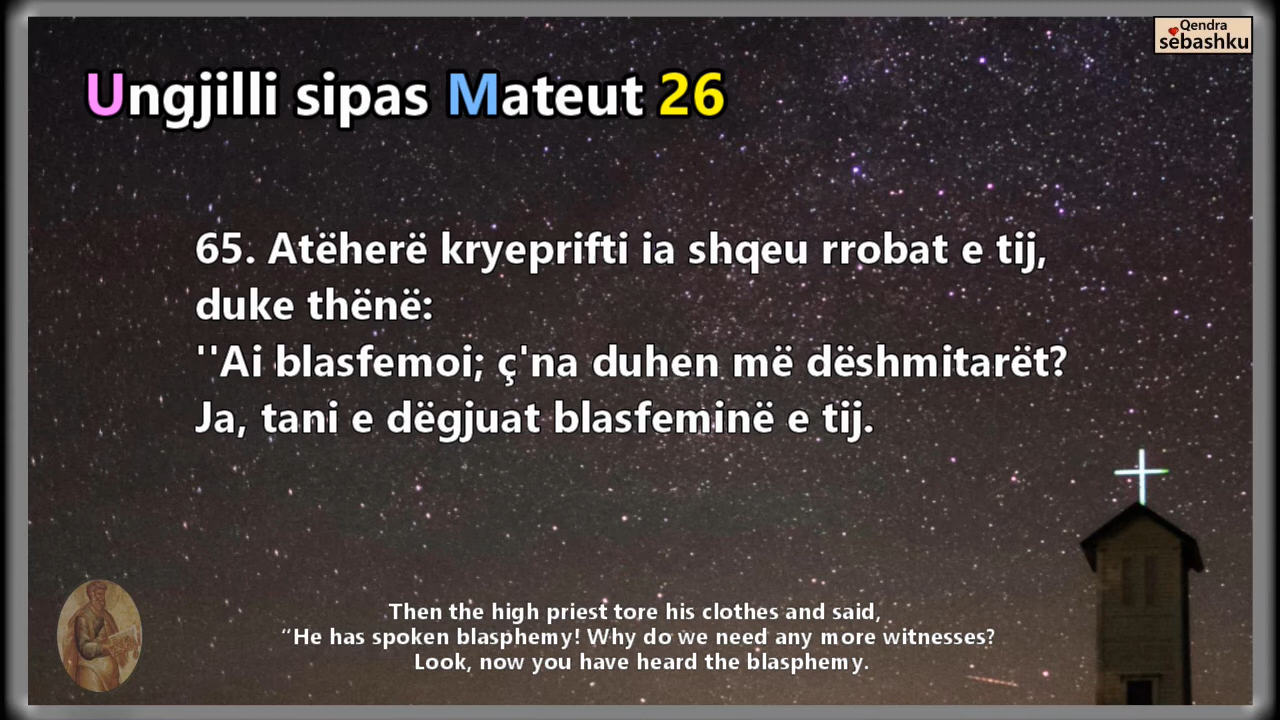 Qendra
sëbashku
Ungjilli sipas Mateut 26
65. Atëherë kryeprifti ia shqeu rrobat e tij,
duke thënë:
''Ai blasfemoi; ç'na duhen më dëshmitarët?
Ja, tani e dëgjuat blasfeminë e tij.
Then the high priest tore his clothes and said,
“He has spoken blasphemy! Why do we need any more witnesses?
Look, now you have heard the blasphemy.